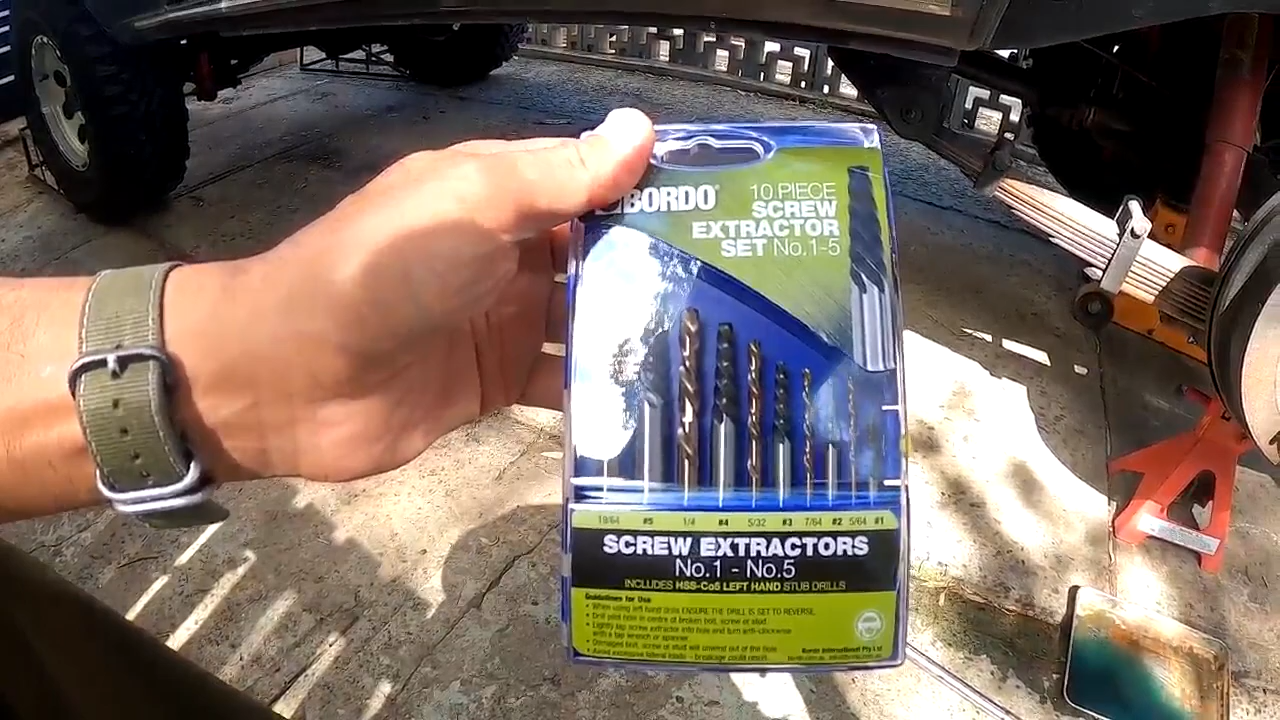 BORDO
10 PIECE
SCREW
EXTRACTOR
SET No.1-5
19/64 #5 1/4 #4 5/32 #3 7/64 #2 5/64 #1
SCREW EXTRACTORS
No.1 - No.5
INCLUDES HSS-Co5 LEFT HAND STUB DRILLS
Guidelines for Use
• When using left hand drills ENSURE THE DRILL IS SET TO REVERSE
• Drill pilot hole in centre of broken bolt, screw or stud
• Lightly tap screw extractor into hole and turn anti-clockwise
with a tap wrench or spanner
• Damaged bolt, screw or stud will unwind out of the hole
• Avoid excessive lateral loads - breakage could result
Bordo International Pty Ltd